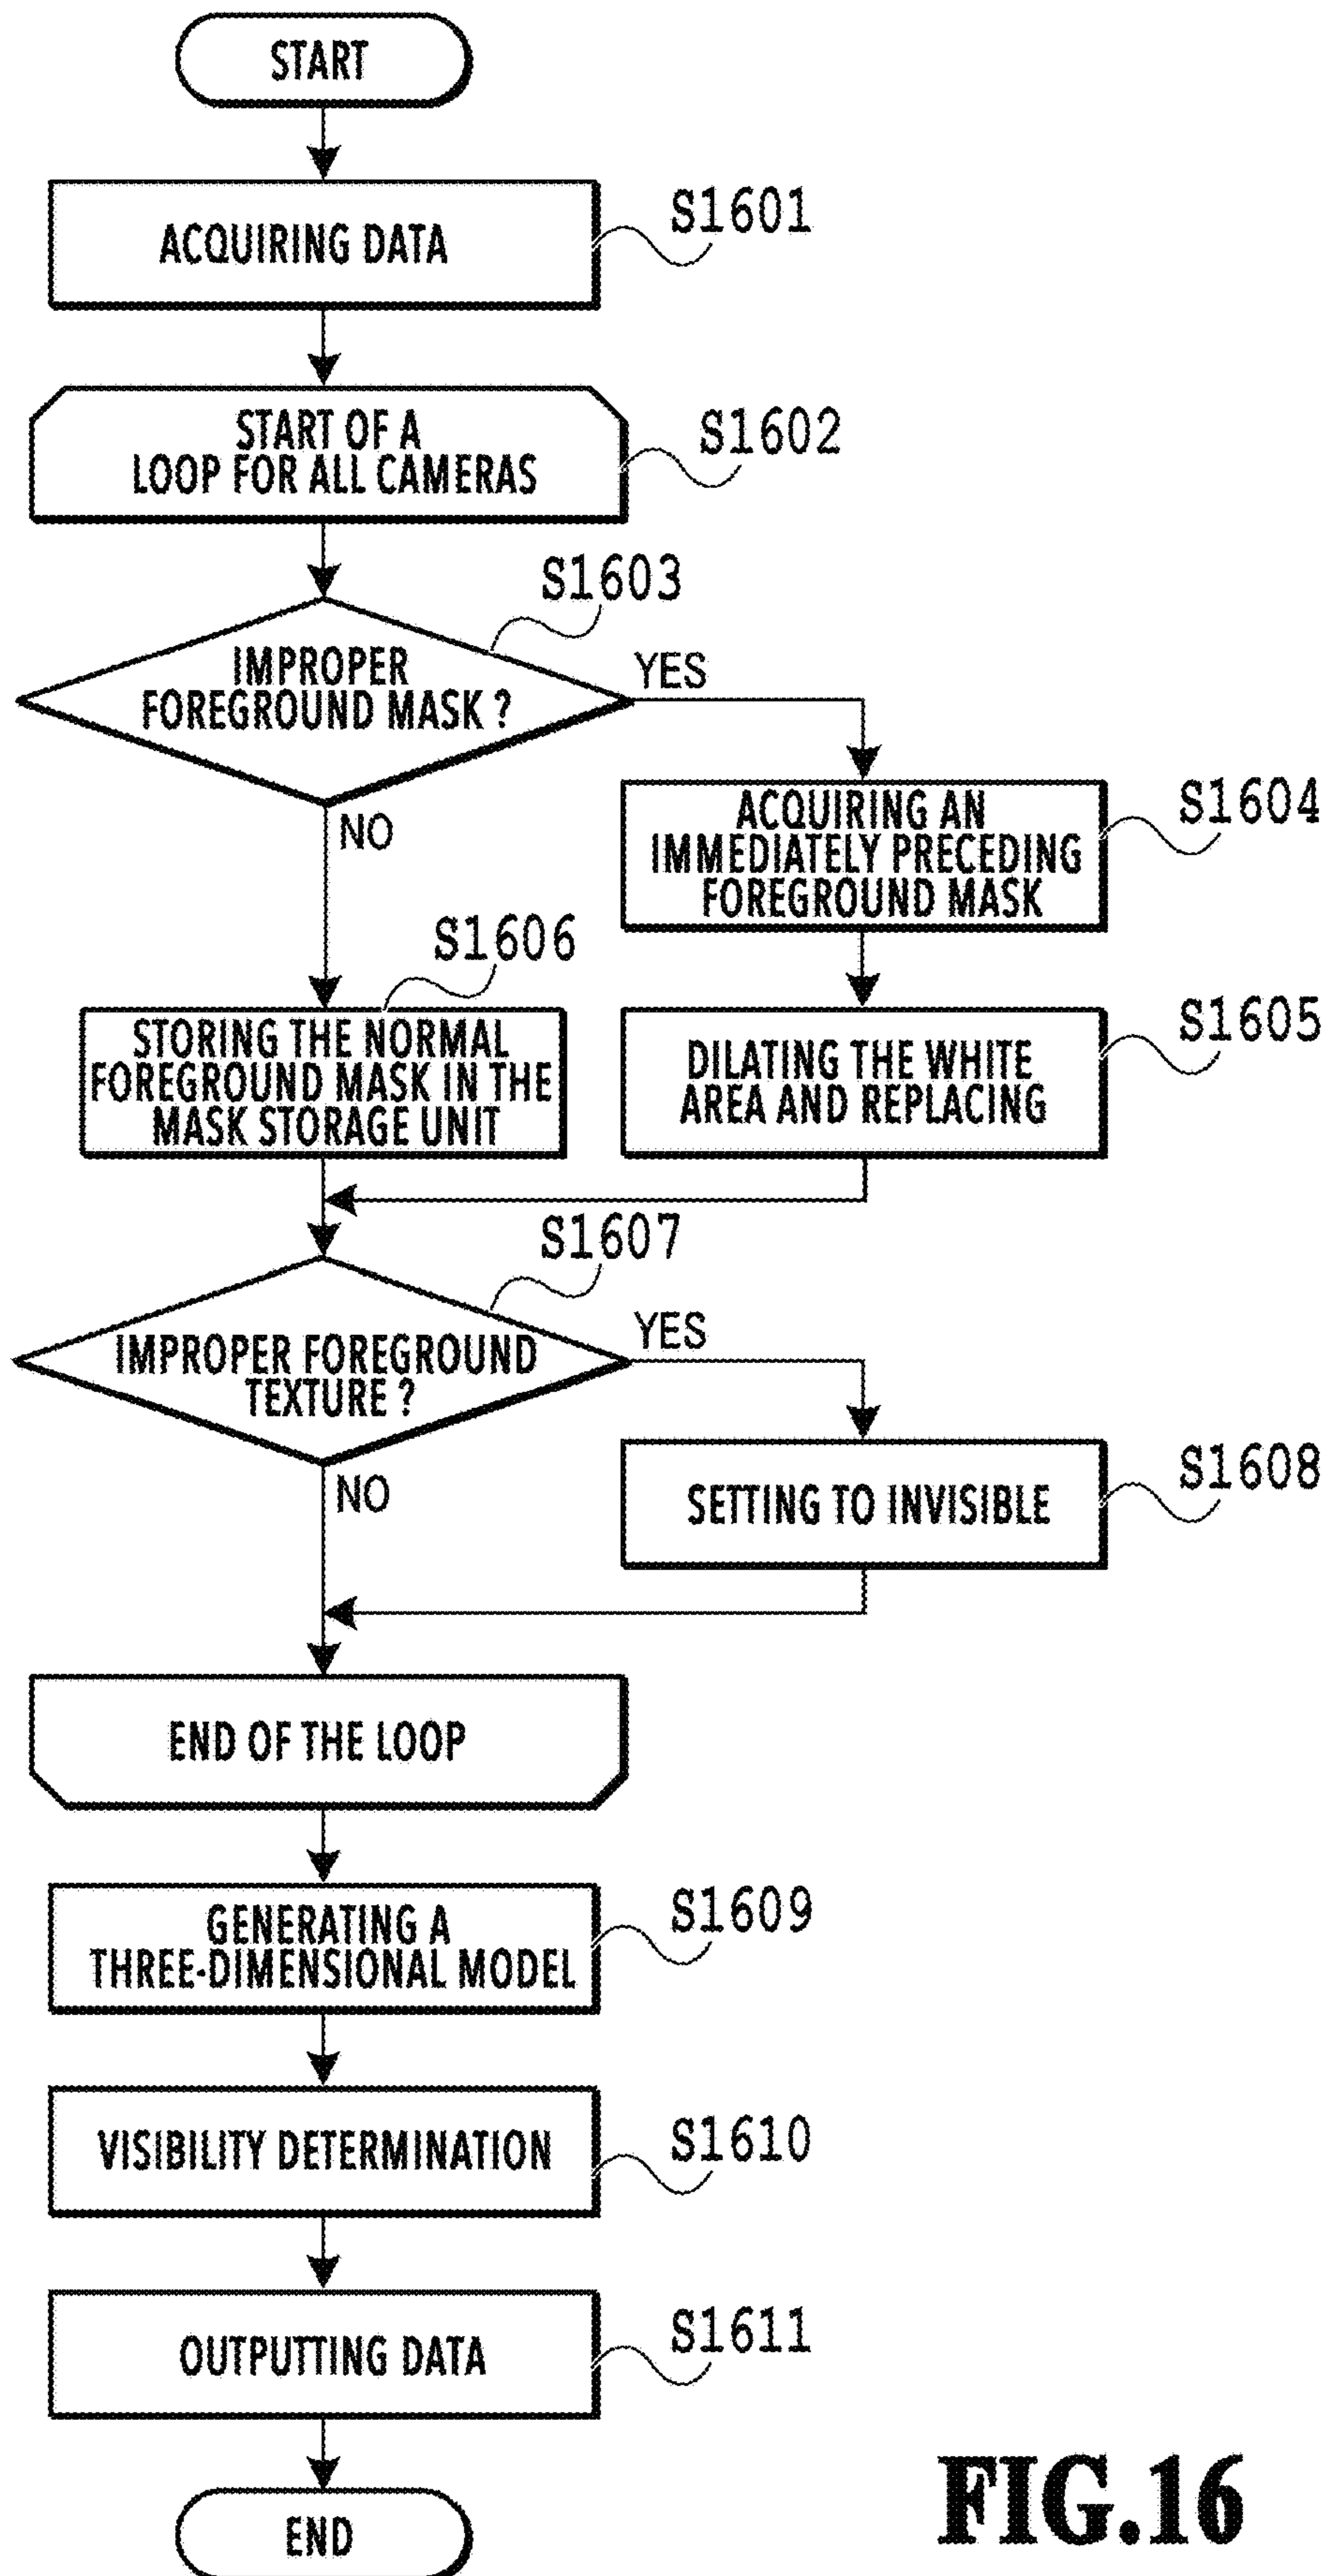 START
ACQUIRING DATA
S1601
START OF A
LOOP FOR ALL CAMERAS
S1602
S1603
IMPROPER
FOREGROUND MASK ?
YES
NO
ACQUIRING AN
IMMEDIATELY PRECEDING
FOREGROUND MASK
S1604
S1606
STORING THE NORMAL
FOREGROUND MASK IN THE
MASK STORAGE UNIT
DILATING THE WHITE
AREA AND REPLACING
S1605
S1607
IMPROPER FOREGROUND
TEXTURE ?
YES
NO
SETTING TO INVISIBLE
S1608
END OF THE LOOP
GENERATING A
THREE-DIMENSIONAL MODEL
S1609
VISIBILITY DETERMINATION
S1610
OUTPUTTING DATA
S1611
END
FIG.16